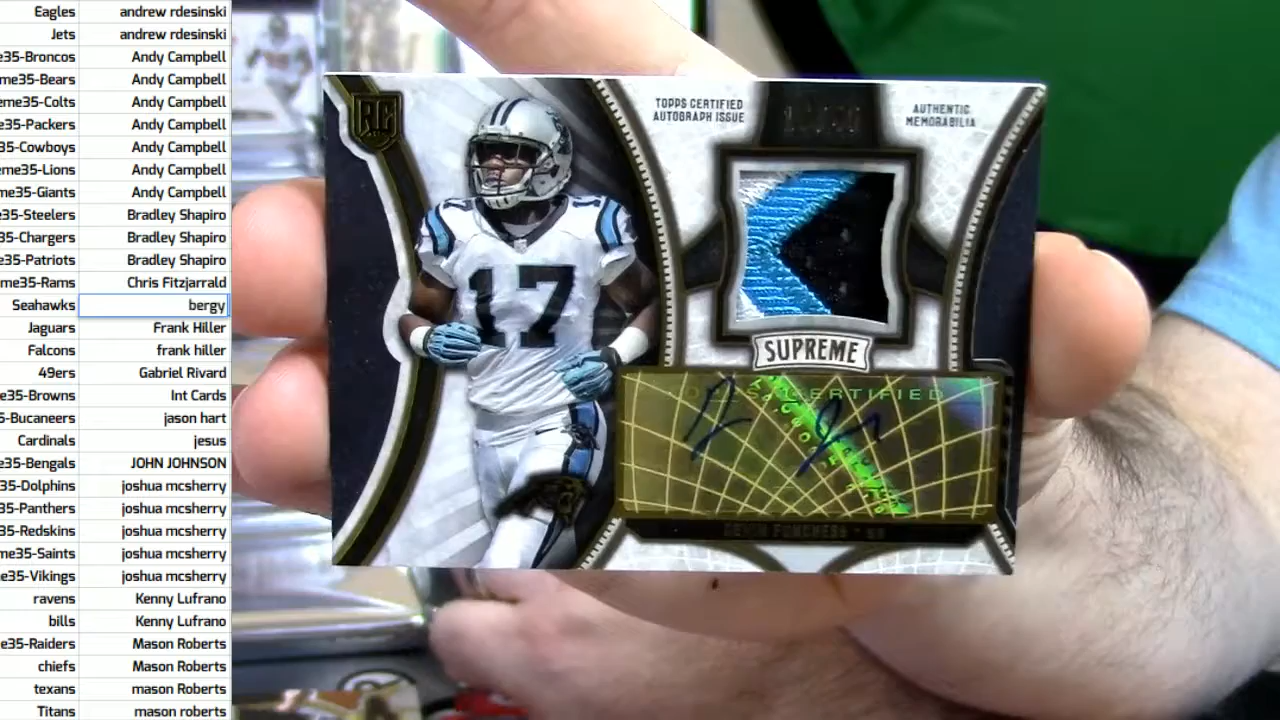 Eagles andrew rdesinski
Jets andrew rdesinski
e35-Broncos Andy Campbell
me35-Bears Andy Campbell
eme35-Colts Andy Campbell
e35-Packers Andy Campbell
35-Cowboys Andy Campbell
me35-Lions Andy Campbell
me35-Giants Andy Campbell
e35-Steelers Bradley Shapiro
35-Chargers Bradley Shapiro
e35-Patriots Bradley Shapiro
me35-Rams Chris Fitzjarrald
Seahawks bergy
Jaguars Frank Hiller
Falcons frank hiller
49ers Gabriel Rivard
e35-Browns Int Cards
5-Bucaneers jason hart
Cardinals jesus
e35-Bengals JOHN JOHNSON
35-Dolphins joshua mcsherry
35-Panthers joshua mcsherry
35-Redskins joshua mcsherry
me35-Saints joshua mcsherry
e35-Vikings joshua mcsherry
ravens Kenny Lufrano
bills Kenny Lufrano
e35-Raiders Mason Roberts
chiefs Mason Roberts
texans mason Roberts
Titans mason roberts
RC
TOPPS CERTIFIED
AUTOGRAPH ISSUE
AUTHENTIC
MEMORABILIA
17
SUPREME
CERTIFIED
DEVIN FUNCHESS • WR